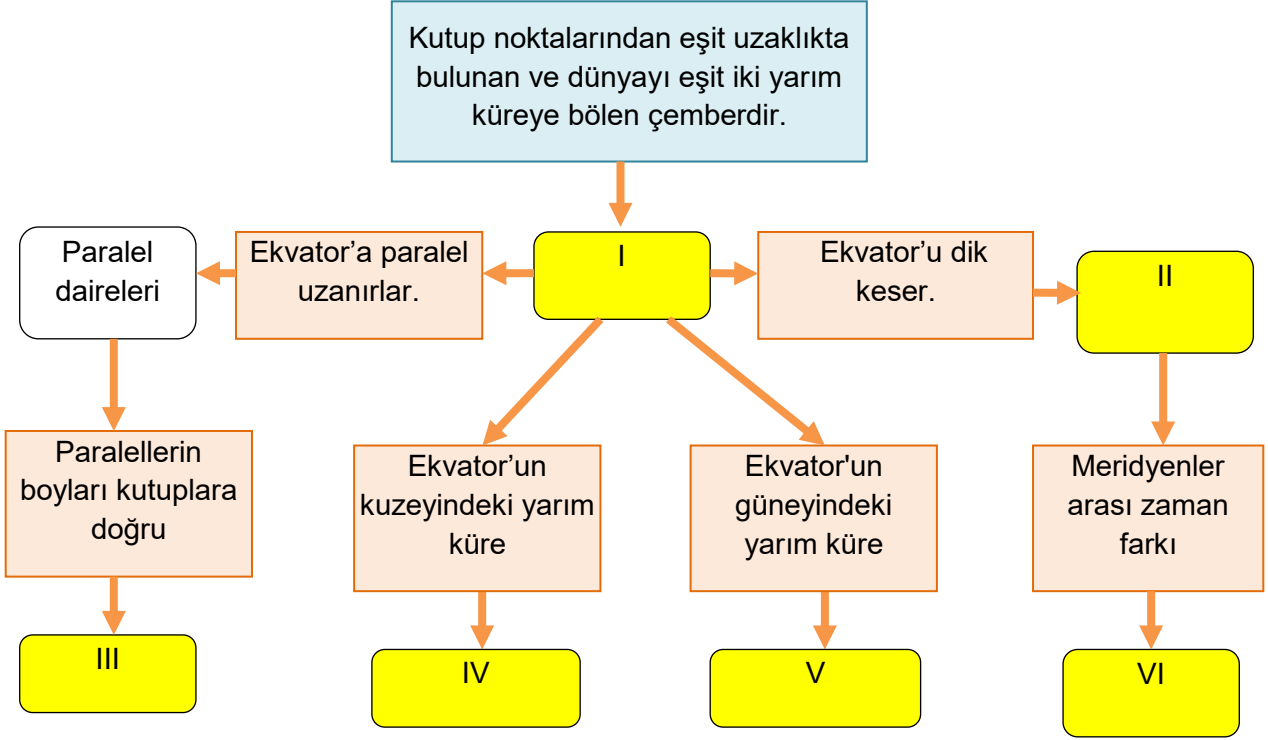 Kutup noktalarından eşit uzaklıkta
bulunan ve dünyayı eşit iki yarım
küreye bölen çemberdir.
Paralel
daireleri
Ekvator’a paralel
uzanırlar.
I
Ekvator’u dik
keser.
II
Paralellerin
boyları kutuplara
doğru
Ekvator’un
kuzeyindeki yarım
küre
Ekvator'un
güneyindeki
yarım küre
Meridyenler
arası zaman
farkı
III
IV
V
VI